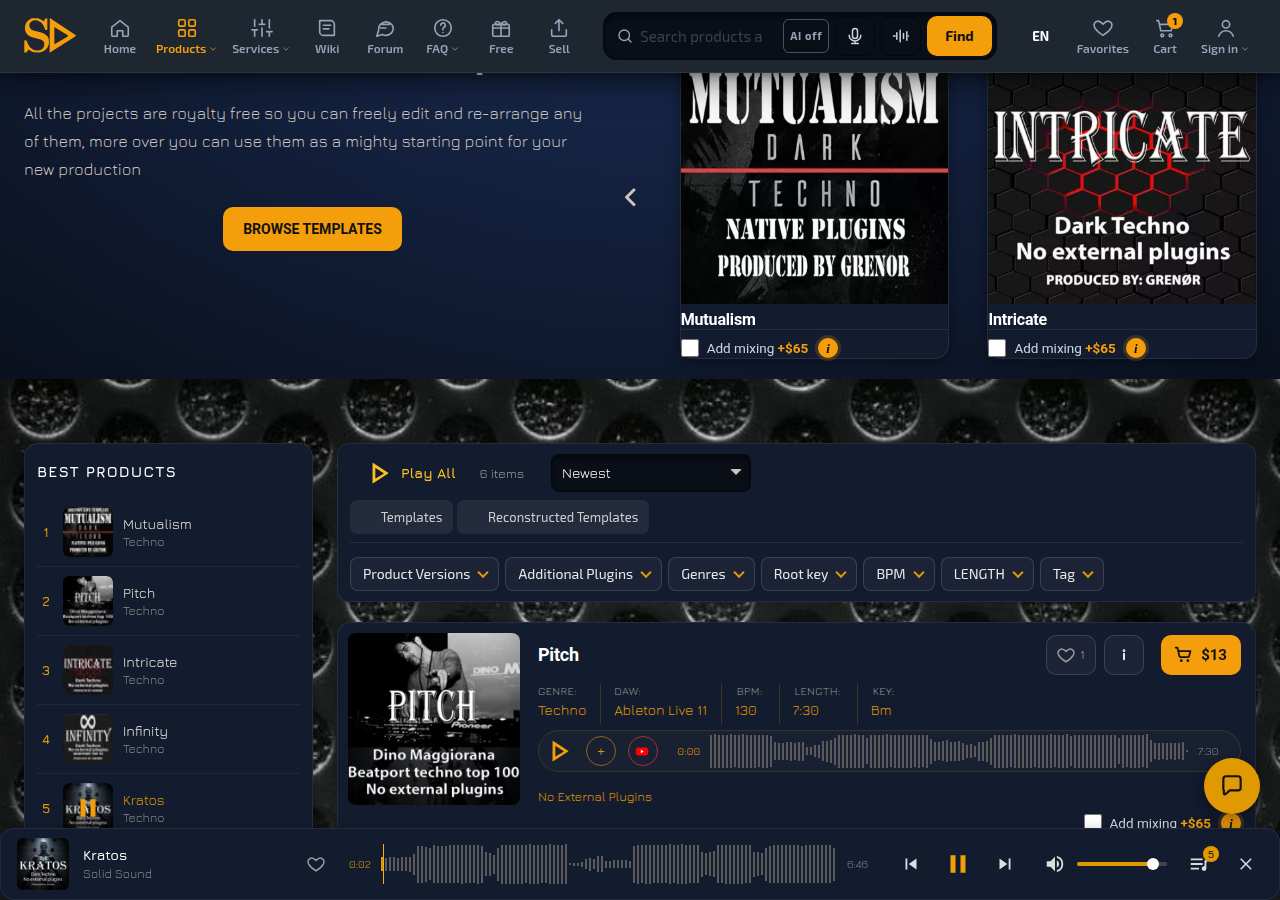 SD
Home
Products
Services
Wiki
Forum
FAQ
Free
Sell
Search products a
AI off
Find
EN
Favorites
1
Cart
Sign in
All the projects are royalty free so you can freely edit and re-arrange any
of them, more over you can use them as a mighty starting point for your
new production
BROWSE TEMPLATES
MUTUALISM
DARK
TECHNO
NATIVE PLUGINS
PRODUCED BY GRENOR
Mutualism
Add mixing +$65 i
INTRICATE
Dark Techno
No external plugins
PRODUCED BY: GRENØR
Intricate
Add mixing +$65 i
BEST PRODUCTS
1
Mutualism
Techno
2
Pitch
Techno
3
Intricate
Techno
4
Infinity
Techno
5
Kratos
Techno
Play All
6 items
Newest
Templates
Reconstructed Templates
Product Versions
Additional Plugins
Genres
Root key
BPM
LENGTH
Tag
PITCH
Pioneer
Dino Maggiorana
Beatport techno top 100
No external plugins
Pitch
1
i
$13
GENRE:
Techno
DAW:
Ableton Live 11
BPM:
130
LENGTH:
7:30
KEY:
Bm
+
0:00
7:30
No External Plugins
Add mixing +$65 i
KRATOS
Kratos
Solid Sound
0:02
6:46
5